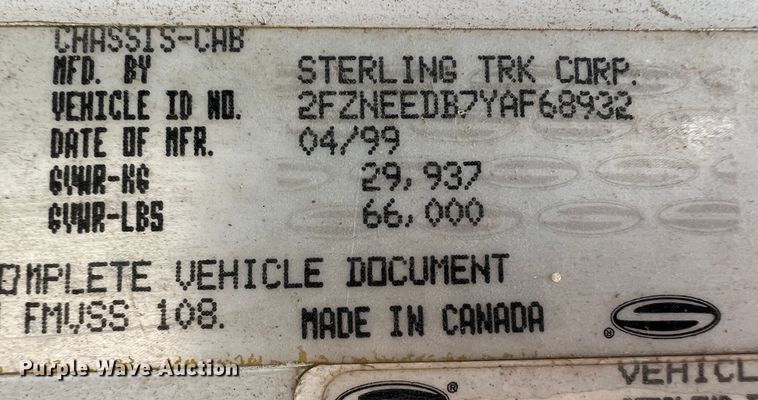 CHASSIS-CAB
MFD. BY STERLING TRK CORP.
VEHICLE ID NO. 2FZNEEDB7YAF68932
DATE OF MFR. 04/99
GVWR-KG 29,937
GVWR-LBS 66,000
OMPLETE VEHICLE DOCUMENT
FMVSS 108. MADE IN CANADA
®
Purple Wave Auction
®
VEHICL